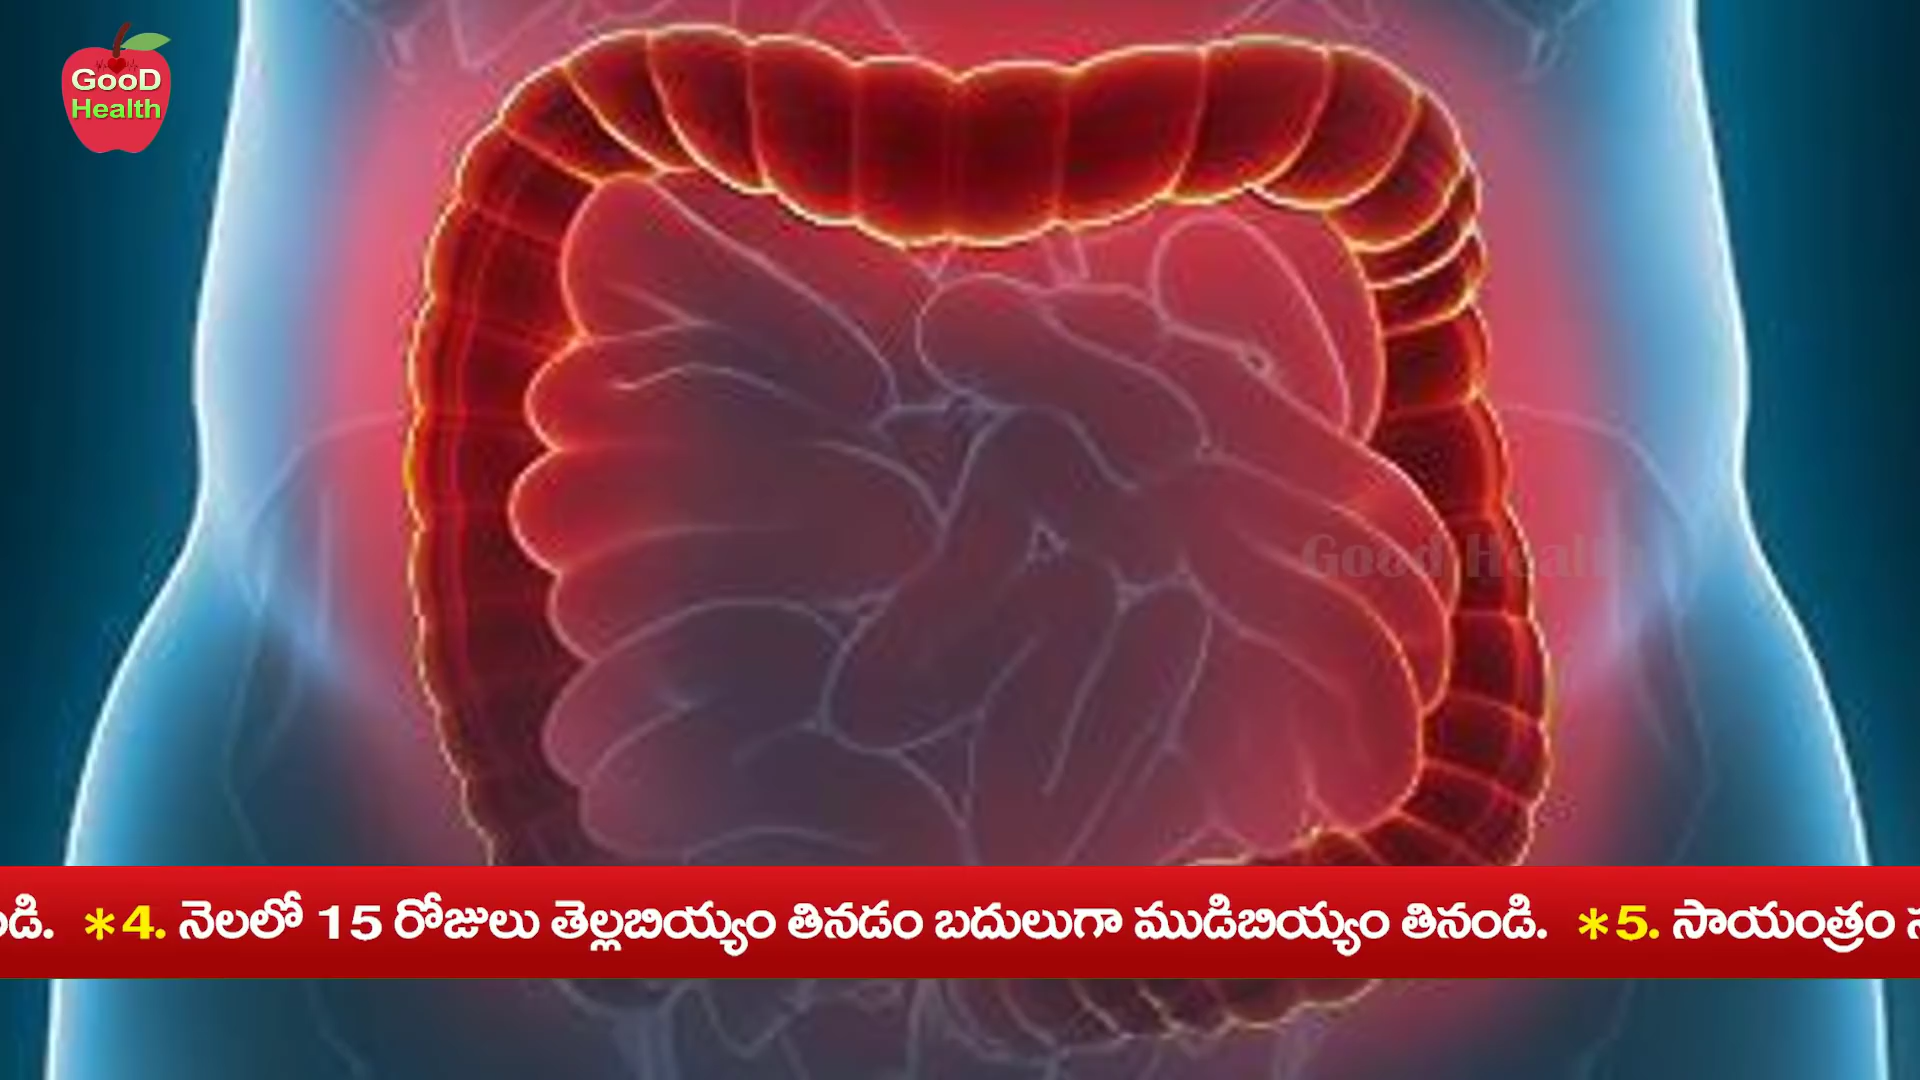 GooD
Health
Good Health
*4. నెలలో 15 రోజులు తెల్లబియ్యం తినడం బదులుగా ముడిబియ్యం తినండి. *5. సాయంత్రం